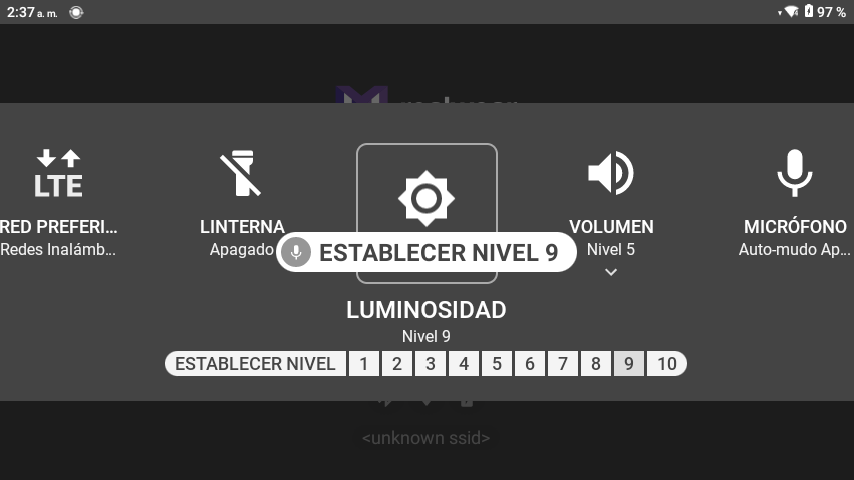 2:37 a. m.
97 %
LTE
RED PREFERI...
Redes Inalámb...
LINTERNA
Apagado
VOLUMEN
Nivel 5
MICRÓFONO
Auto-mudo Ap...
ESTABLECER NIVEL 9
LUMINOSIDAD
Nivel 9
ESTABLECER NIVEL 1 2 3 4 5 6 7 8 9 10
<unknown ssid>